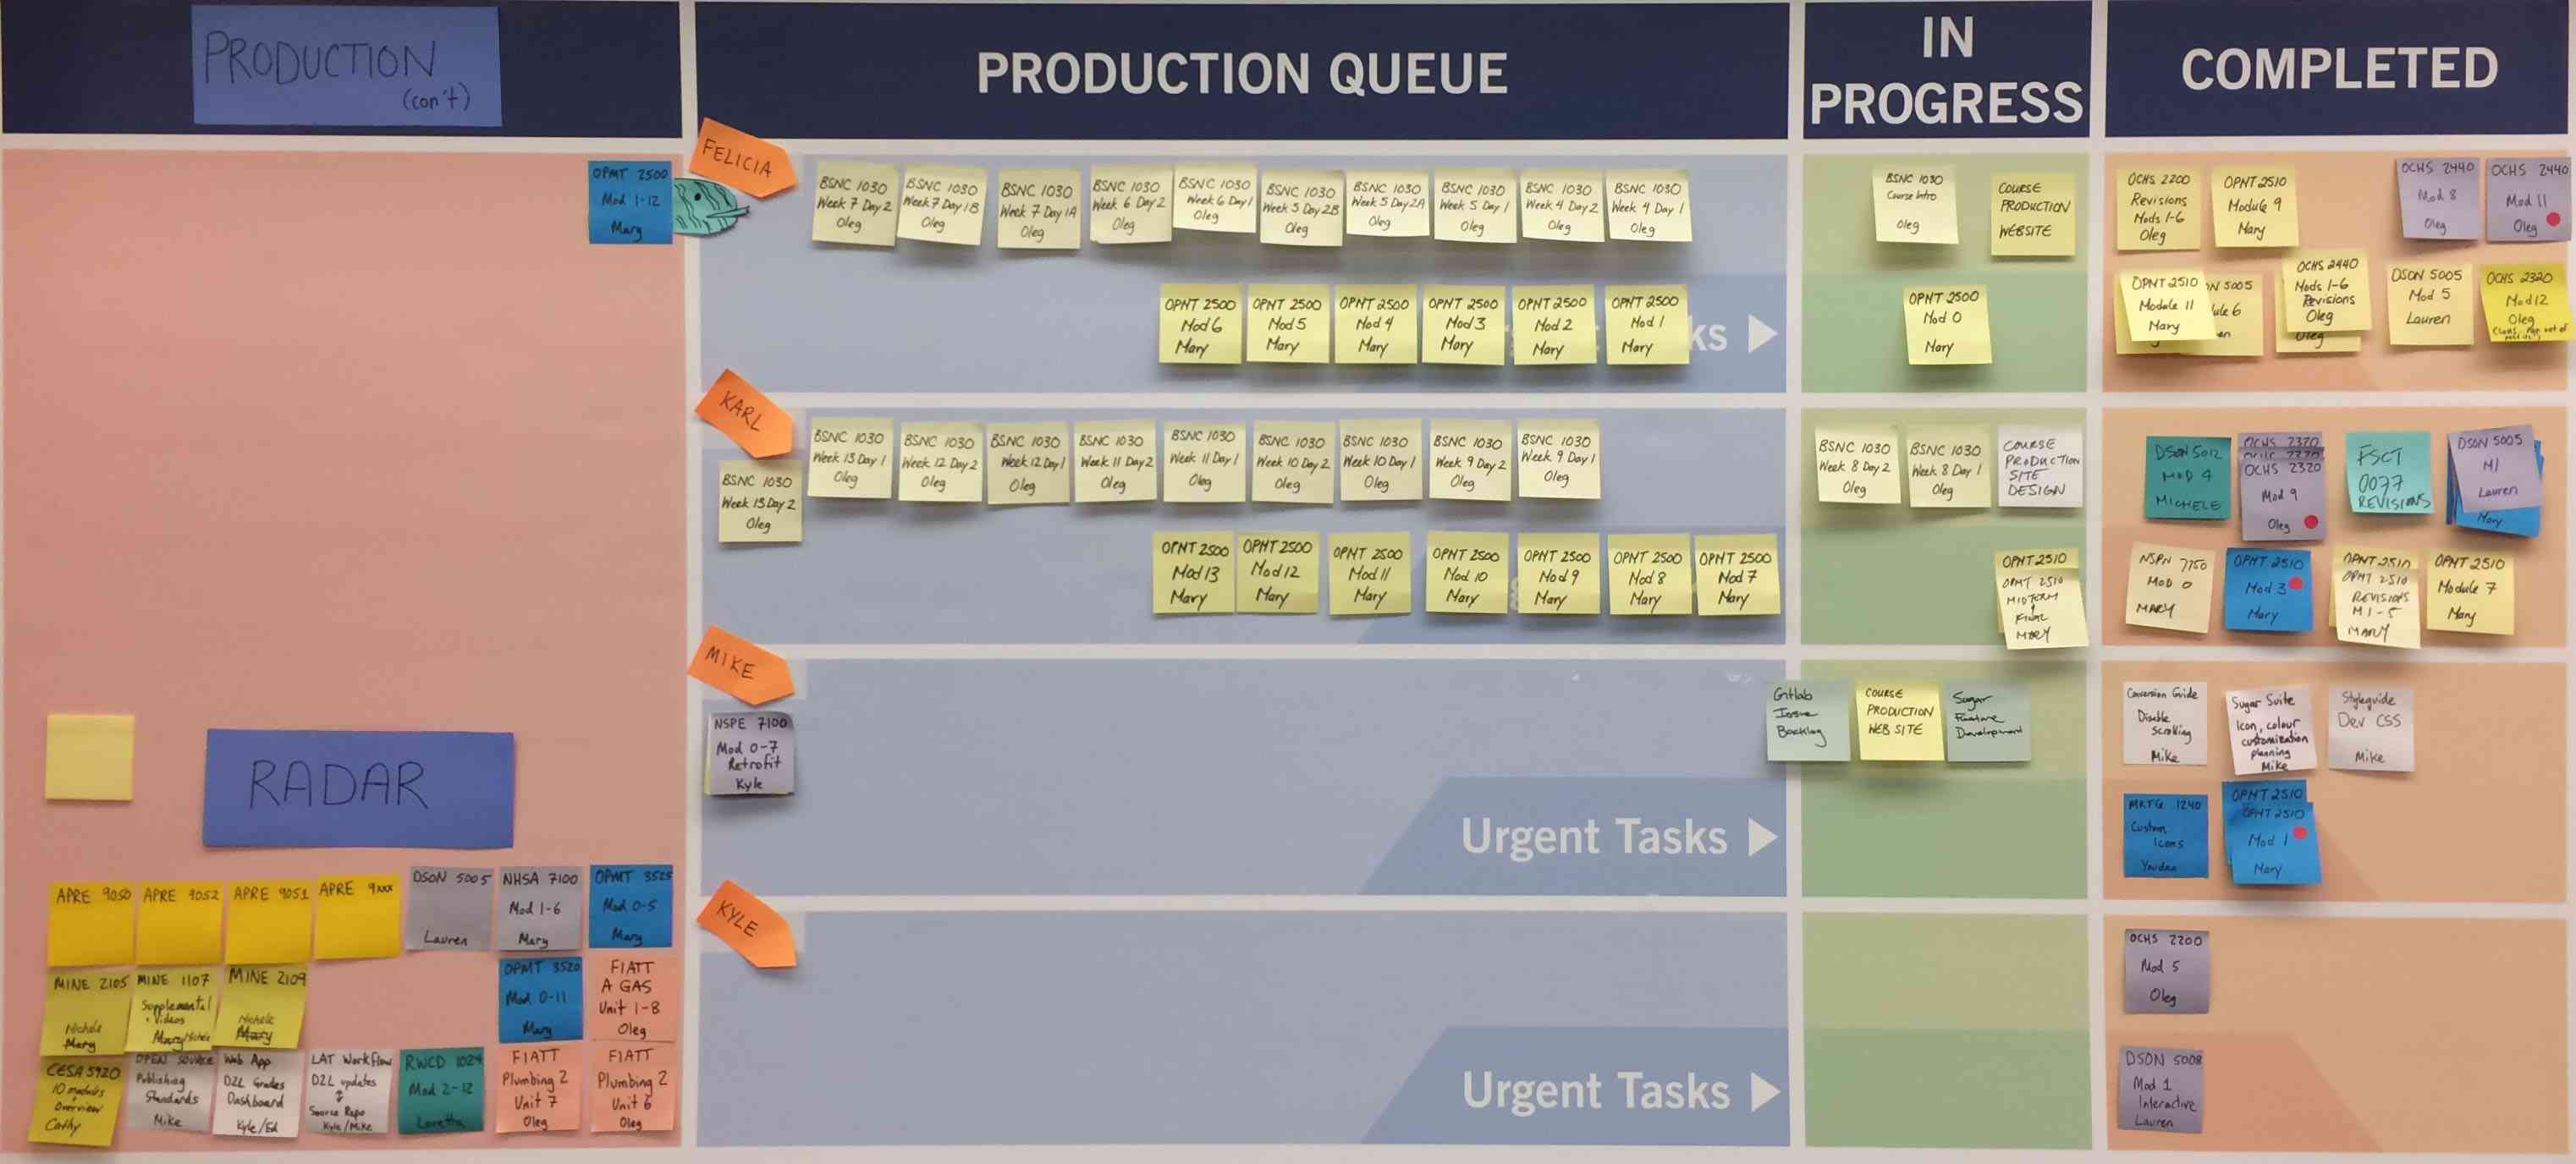 PRODUCTION
(con't)
PRODUCTION QUEUE
IN
PROGRESS
COMPLETED
OPMT 2500
Mod 1-12
Mary
FELICIA
BSNC 1030
Week 7 Day 2
Oleg
BSNC 1030
Week 7 Day 1B
Oleg
BSNC 1030
Week 7 Day 1A
Oleg
BSNC 1030
Week 6 Day 2
Oleg
BSNC 1030
Week 6 Day 1
Oleg
BSNC 1030
Week 5 Day 2B
Oleg
BSNC 1030
Week 5 Day 2A
Oleg
BSNC 1030
Week 5 Day 1
Oleg
BSNC 1030
Week 4 Day 2
Oleg
BSNC 1030
Week 4 Day 1
Oleg
OPMT 2500
Mod 6
Mary
OPMT 2500
Mod 5
Mary
OPMT 2500
Mod 4
Mary
OPMT 2500
Mod 3
Mary
OPMT 2500
Mod 2
Mary
OPMT 2500
Mod 1
Mary
ks
BSNC 1030
Course Intro
Oleg
COURSE
PRODUCTION
WEBSITE
OPMT 2500
Mod 0
Mary
OCHS 2200
Revisions
Mods 1-6
Oleg
OPMT 2510
Module 9
Mary
OCHS 2440
Mod 8
Oleg
OCHS 2440
Mod 11
Oleg
OPMT 2510
Module 11
Mary
N 5005
ule 6
en
OCHS 2440
Mods 1-6
Revisions
Oleg
Oleg
DSON 5005
Mod 5
Lauren
OCHS 2320
Mod 12
Oleg
KARL
BSNC 1030
Week 13 Day 2
Oleg
BSNC 1030
Week 13 Day 1
Oleg
BSNC 1030
Week 12 Day 2
Oleg
BSNC 1030
Week 12 Day 1
Oleg
BSNC 1030
Week 11 Day 2
Oleg
BSNC 1030
Week 11 Day 1
Oleg
BSNC 1030
Week 10 Day 2
Oleg
BSNC 1030
Week 10 Day 1
Oleg
BSNC 1030
Week 9 Day 2
Oleg
BSNC 1030
Week 9 Day 1
Oleg
OPMT 2500
Mod 13
Mary
OPMT 2500
Mod 12
Mary
OPMT 2500
Mod 11
Mary
OPMT 2500
Mod 10
Mary
OPMT 2500
Mod 9
Mary
OPMT 2500
Mod 8
Mary
OPMT 2500
Mod 7
Mary
BSNC 1030
Week 8 Day 2
Oleg
BSNC 1030
Week 8 Day 1
Oleg
COURSE
PRODUCTION
SITE
DESIGN
OPMT 2510
OPMT 2510
MIDTERM
+
FINAL
MARY
DSON 5012
MOD 4
MICHELE
OCHS 2320
OCHS 2320
Mod 9
Oleg
FSCT
0077
REVISIONS
DSON 5005
M1
Lauren
Mary
NSPN 7750
MOD 0
MARY
OPMT 2510
Mod 3
Mary
OPMT 2510
OPMT 2510
REVISIONS
M1-5
MARY
OPMT 2510
Module 7
Mary
MIKE
NSPE 7100
Mod 0-7
Retrofit
Kyle
Urgent Tasks
Gitlab
Issue
Backlog
COURSE
PRODUCTION
WEB SITE
Sugar
Feature
Development
Conversion Guide
Disable
Scrolling
Mike
Sugar Suite
Icon, colour
customization
planning
Mike
Styleguide
Dev CSS
Mike
MKTG 1240
Custom
Icons
OPMT 2510
OPMT 2510
Mod 1
Mary
KYLE
Urgent Tasks
OCHS 2200
Mod 5
Oleg
DSON 5008
Mod 1
Interactive
Lauren
RADAR
APRE 9050
APRE 9052
APRE 9051
APRE 9xxx
DSON 5005
Lauren
NHSA 7100
Mod 1-6
Mary
OPMT 3525
Mod 0-5
Mary
MINE 2105
Michele
Mary
MINE 1107
Supplemental
Videos
Mary/Michele
MINE 2109
Michele
Mary
OPMT 3520
Mod 0-11
Mary
FIATT
A GAS
Unit 1-8
Oleg
CESA 5920
10 modules
+
Overview
Cathy
OPEN SOURCE
Publishing
Standards
Mike
Web App
D2L Grades
Dashboard
Kyle/Ed
LAT Workflow
D2L updates
Source Repo
Kyle/Mike
RWCD 1024
Mod 2-12
Loretta
FIATT
Plumbing 2
Unit 7
Oleg
FIATT
Plumbing 2
Unit 6
Oleg